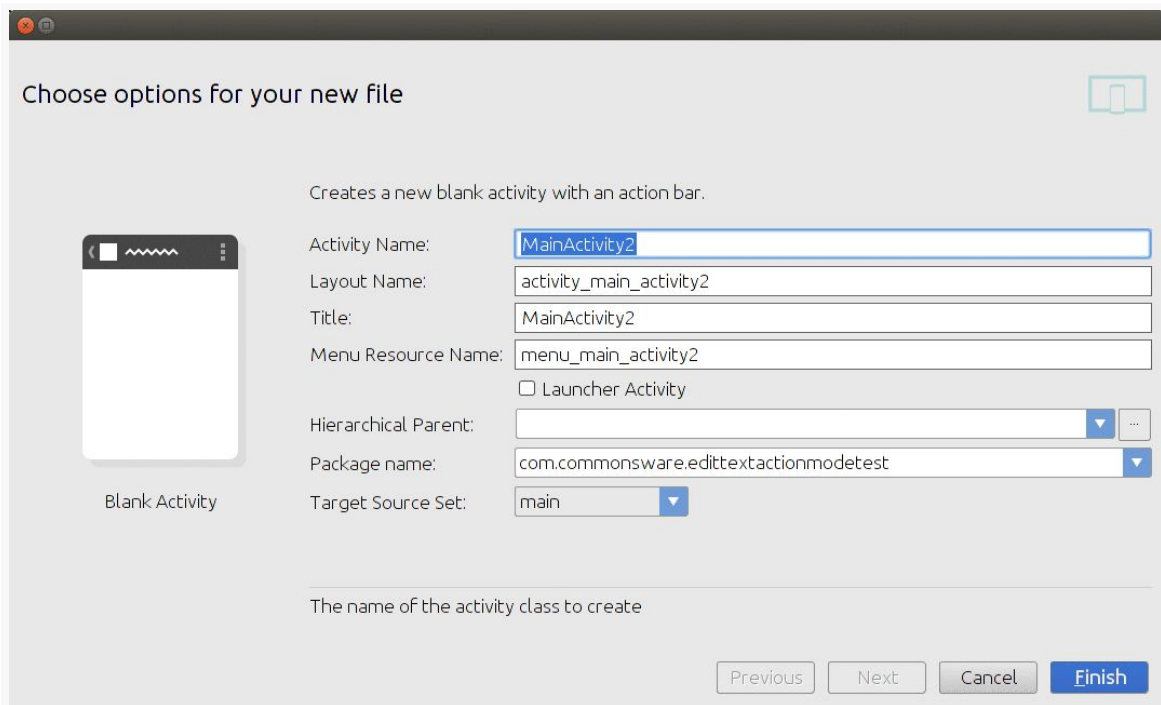 Choose options for your new file
Creates a new blank activity with an action bar.
Activity Name: MainActivity2
Layout Name: activity_main_activity2
Title: MainActivity2
Menu Resource Name: menu_main_activity2
Launcher Activity
Hierarchical Parent: ...
Package name: com.commonsware.edittextactionmodetest
Blank Activity
Target Source Set: main
The name of the activity class to create
Previous Next Cancel Finish